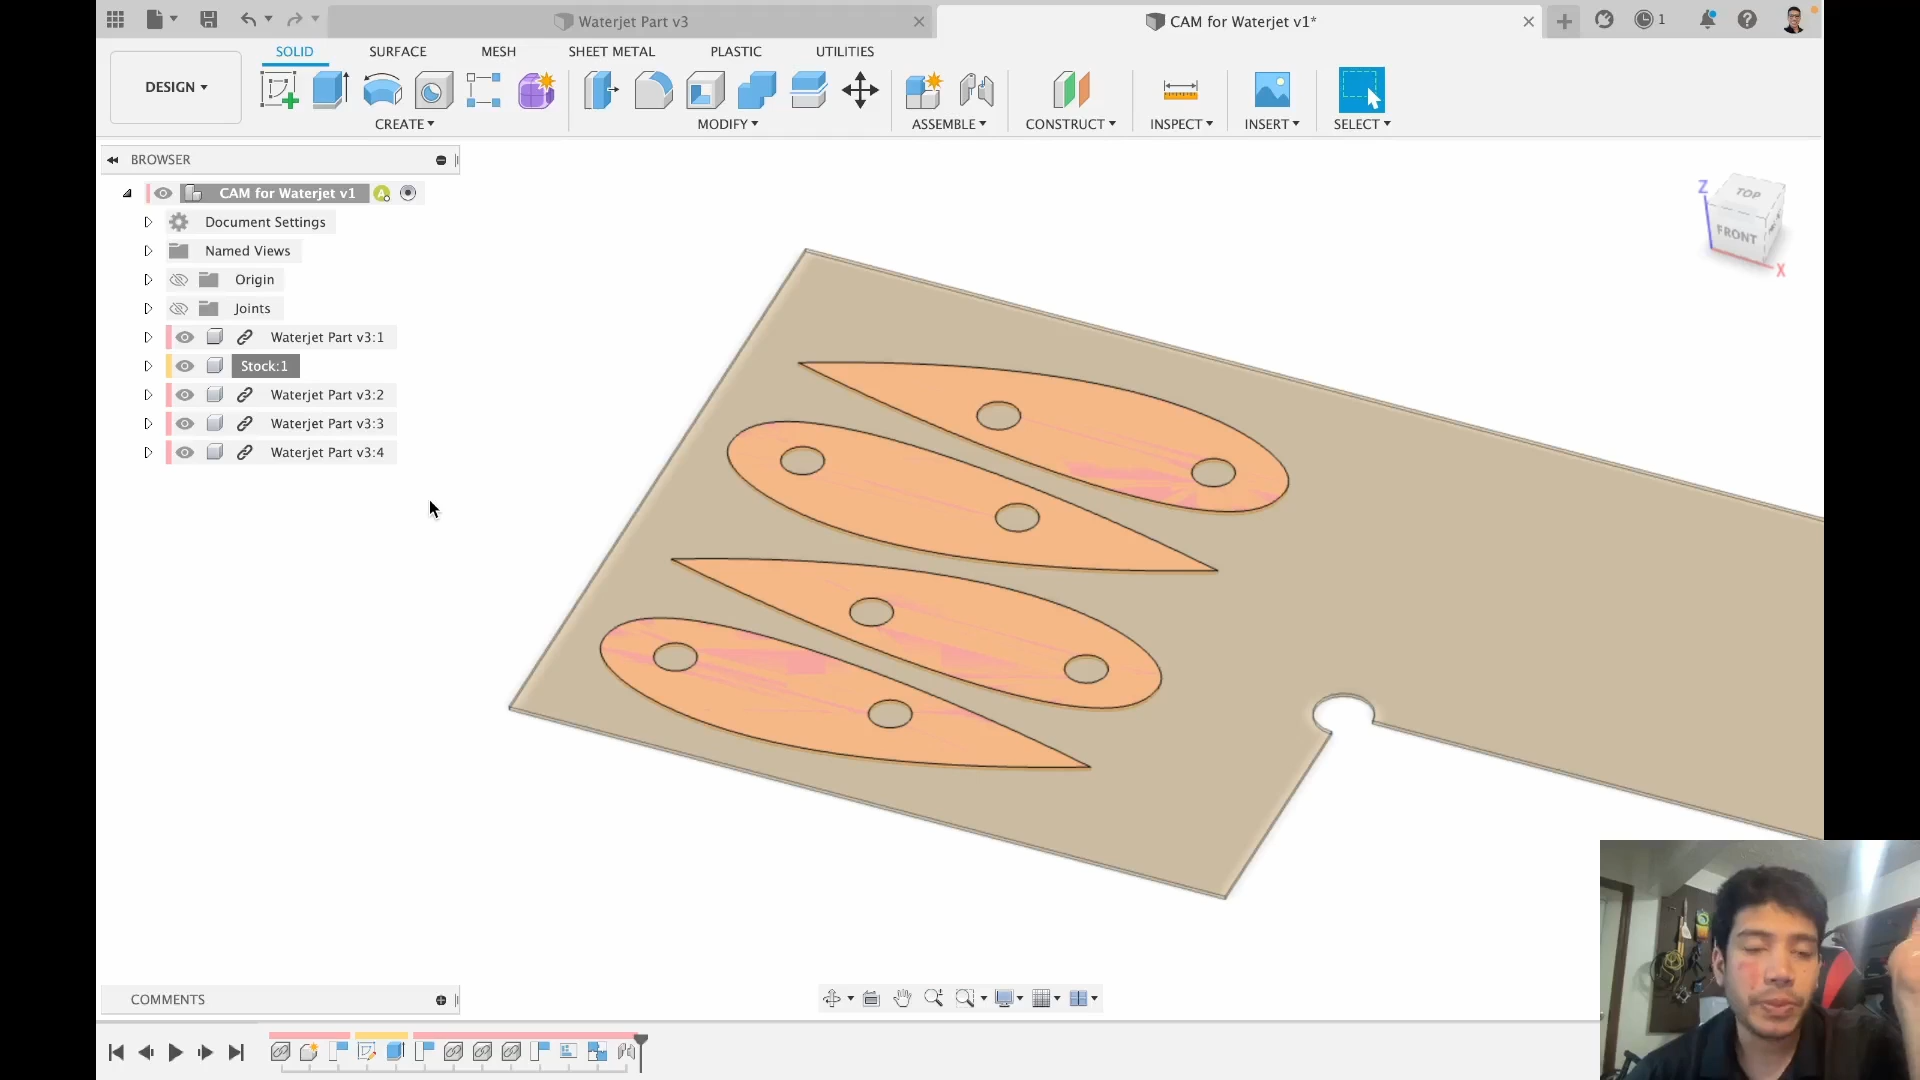 Waterjet Part v3
CAM for Waterjet v1*
1
DESIGN
SOLID
SURFACE
MESH
SHEET METAL
PLASTIC
UTILITIES
CREATE
MODIFY
ASSEMBLE
CONSTRUCT
INSPECT
INSERT
SELECT
BROWSER
CAM for Waterjet v1
A
Document Settings
Named Views
Origin
Joints
Waterjet Part v3:1
Stock:1
Waterjet Part v3:2
Waterjet Part v3:3
Waterjet Part v3:4
Z
TOP
FRONT
X
COMMENTS